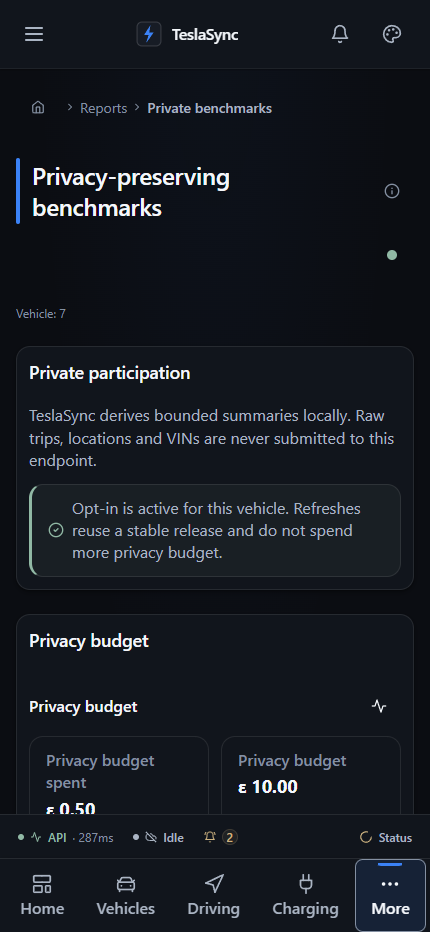 TeslaSync
Reports > Private benchmarks
Privacy-preserving
benchmarks
Vehicle: 7
Private participation
TeslaSync derives bounded summaries locally. Raw
trips, locations and VINs are never submitted to this
endpoint.
Opt-in is active for this vehicle. Refreshes
reuse a stable release and do not spend
more privacy budget.
Privacy budget
Privacy budget
Privacy budget
spent
ε 0.50
Privacy budget
ε 10.00
API · 287ms
Idle
2
Status
Home
Vehicles
Driving
Charging
More